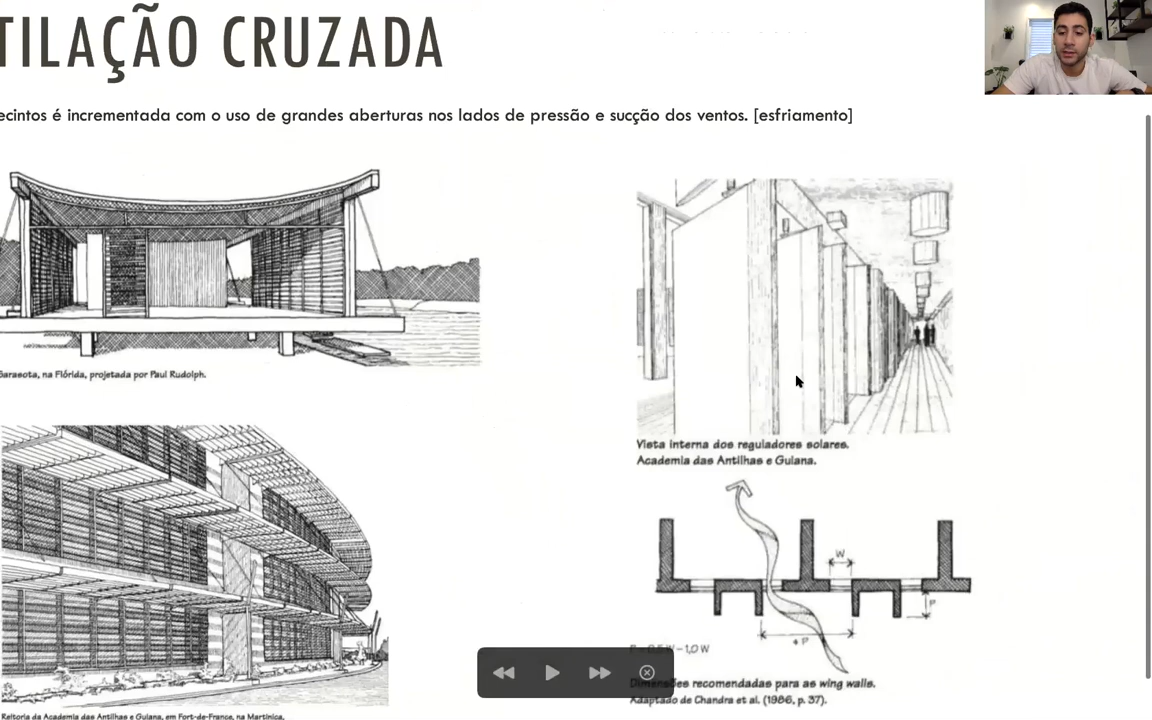 TILAÇÃO CRUZADA
ecintos é incrementada com o uso de grandes aberturas nos lados de pressão e sucção dos ventos. [esfriamento]
Sarasota, na Flórida, projetada por Paul Rudolph.
Vista interna dos reguladores solares.
Academia das Antilhas e Guiana.
W
P
4 P
– 1,0 W
Dimensões recomendadas para as wing walls.
Adaptado de Chandra et al. (1986, p. 37).
Reitoria da Academia das Antilhas e Guiana, em Fort-de-France, na Martinica.